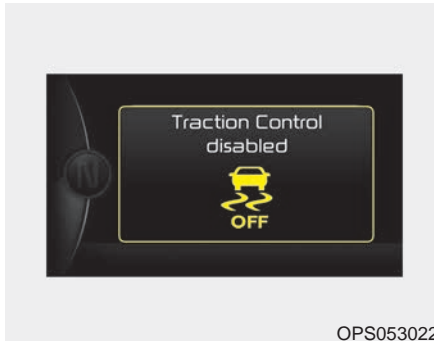 Traction Control
disabled
OFF
N
OPS053022